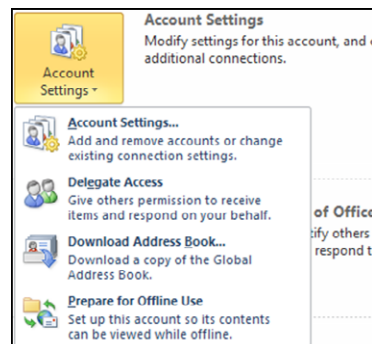 Account Settings
Modify settings for this account, and
additional connections.
Account
Settings
Account Settings...
Add and remove accounts or change
existing connection settings.
Delegate Access
Give others permission to receive
items and respond on your behalf.
Download Address Book...
Download a copy of the Global
Address Book.
Prepare for Offline Use
Set up this account so its contents
can be viewed while offline.
of Offic
tify others
respond t